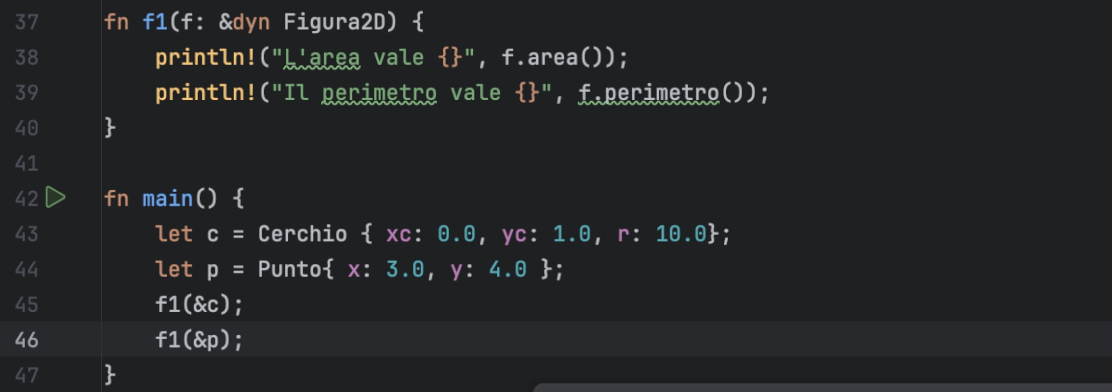 37 fn f1(f: &dyn Figura2D) {
38 println!("L'area vale {}", f.area());
39 println!("Il perimetro vale {}", f.perimetro());
40 }
41
42 fn main() {
43 let c = Cerchio { xc: 0.0, yc: 1.0, r: 10.0};
44 let p = Punto{ x: 3.0, y: 4.0 };
45 f1(&c);
46 f1(&p);
47 }